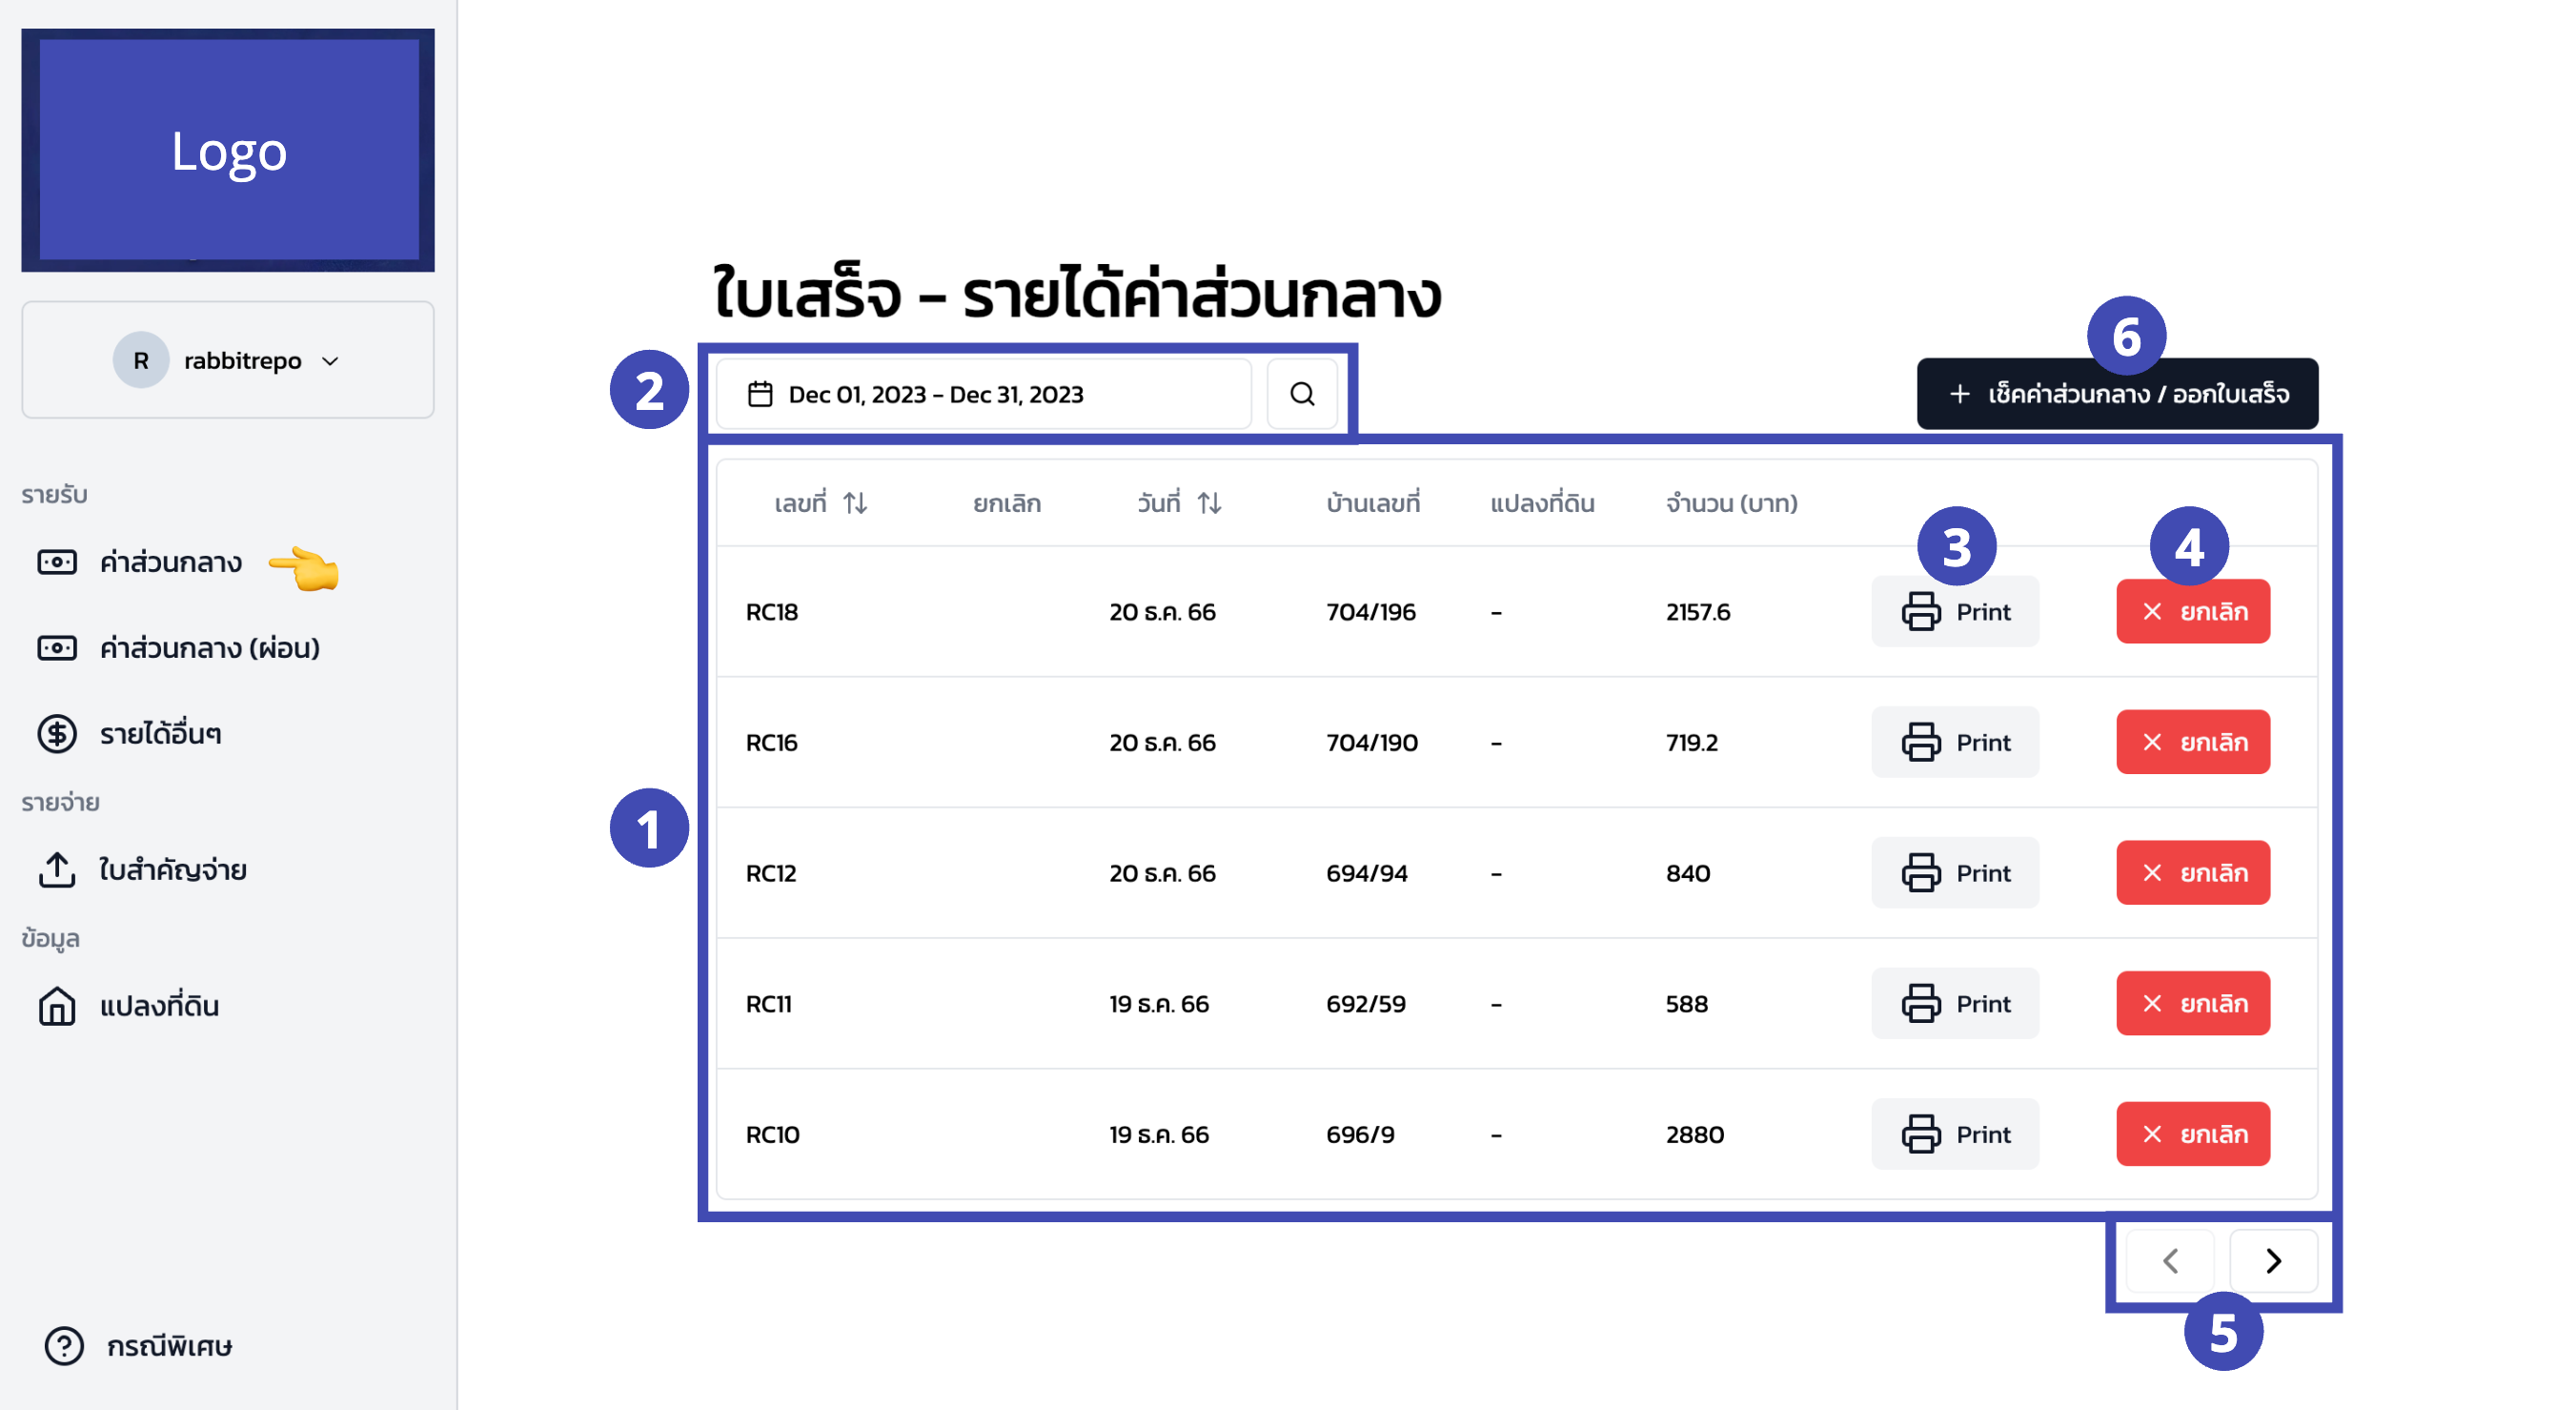 Logo
R rabbitrepo
รายรับ
ค่าส่วนกลาง
ค่าส่วนกลาง (ผ่อน)
รายได้อื่นๆ
รายจ่าย
ใบสำคัญจ่าย
ข้อมูล
แปลงที่ดิน
กรณีพิเศษ
ใบเสร็จ - รายได้ค่าส่วนกลาง
2 Dec 01, 2023 - Dec 31, 2023
6
+ เช็คค่าส่วนกลาง / ออกใบเสร็จ
เลขที่ ยกเลิก วันที่ บ้านเลขที่ แปลงที่ดิน จำนวน (บาท)
3 4
RC18 20 ธ.ค. 66 704/196 - 2157.6 Print ยกเลิก
RC16 20 ธ.ค. 66 704/190 - 719.2 Print ยกเลิก
1
RC12 20 ธ.ค. 66 694/94 - 840 Print ยกเลิก
RC11 19 ธ.ค. 66 692/59 - 588 Print ยกเลิก
RC10 19 ธ.ค. 66 696/9 - 2880 Print ยกเลิก
5